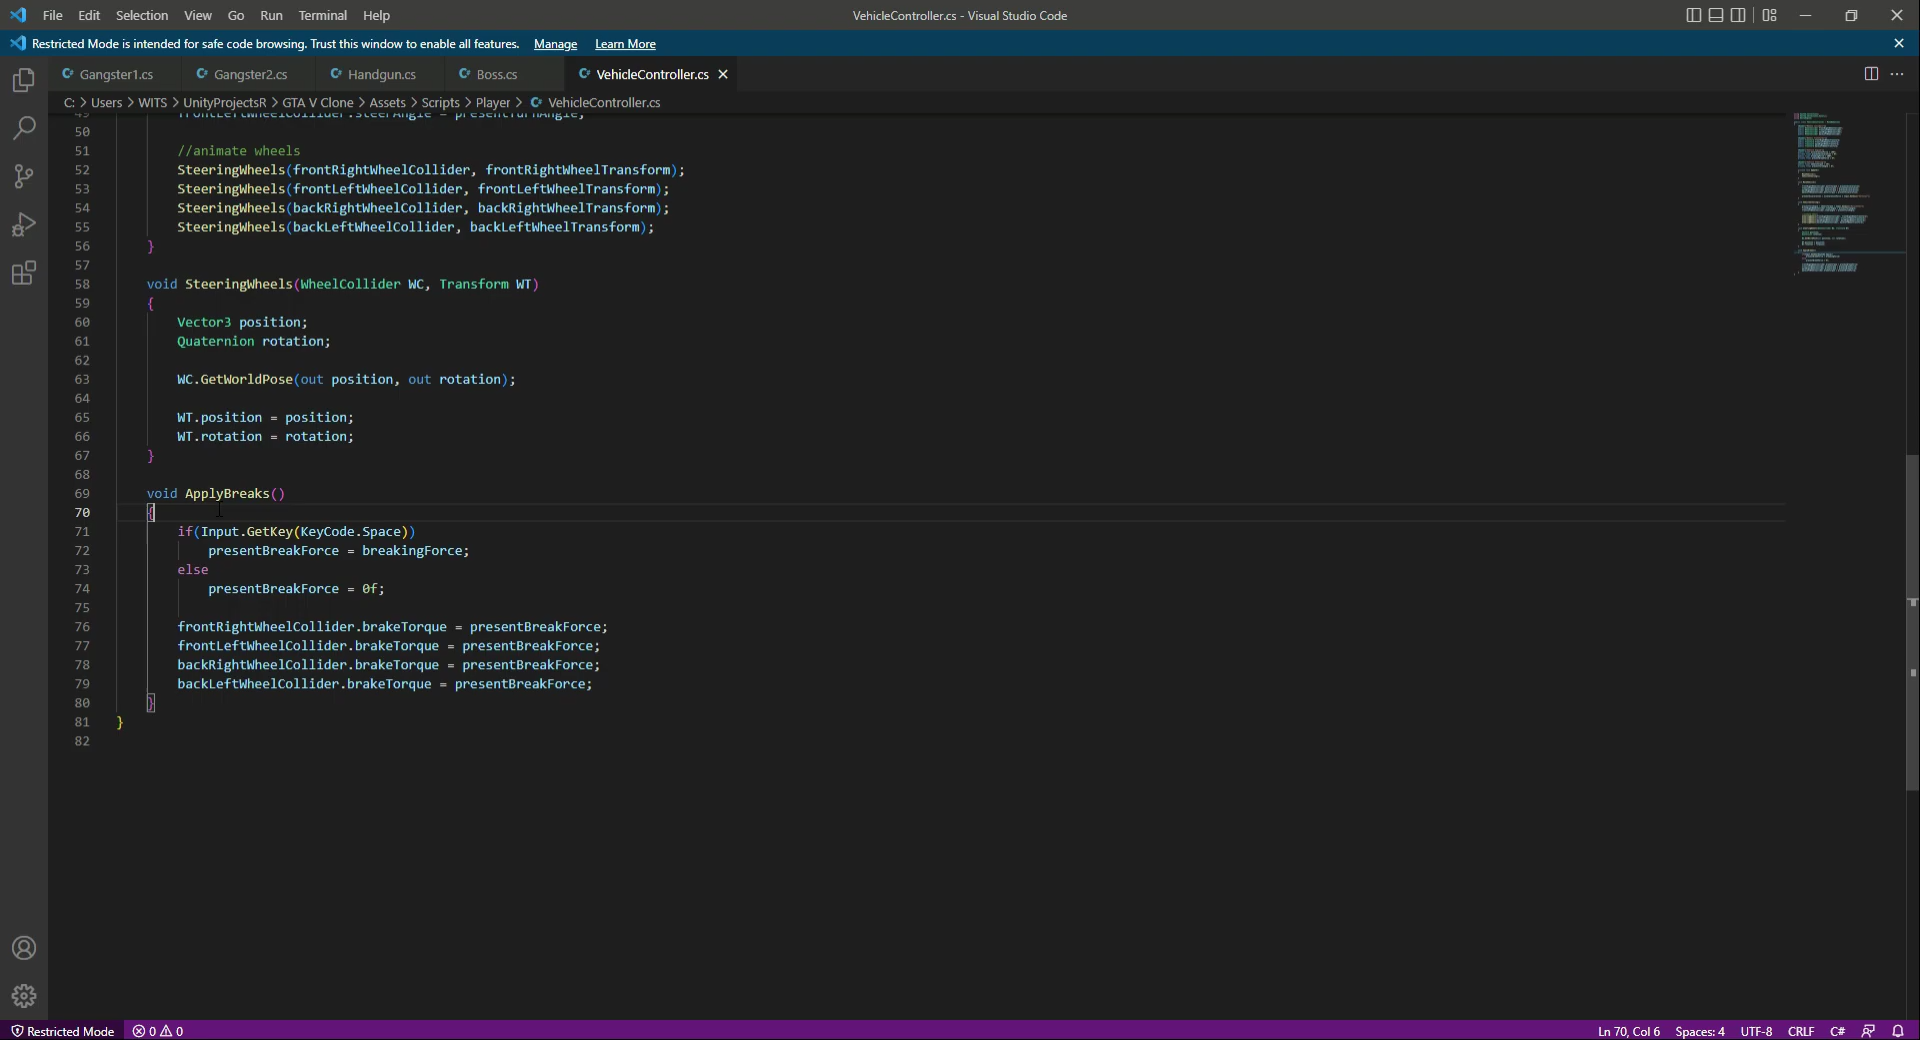 File Edit Selection View Go Run Terminal Help VehicleController.cs - Visual Studio Code
Restricted Mode is intended for safe code browsing. Trust this window to enable all features. Manage Learn More
Gangster1.cs Gangster2.cs Handgun.cs Boss.cs VehicleController.cs
C: > Users > WITS > UnityProjectsR > GTA V Clone > Assets > Scripts > Player > VehicleController.cs
49 frontLeftWheelCollider.steerAngle = presentTurnAngle;
50
51 //animate wheels
52 SteeringWheels(frontRightWheelCollider, frontRightWheelTransform);
53 SteeringWheels(frontLeftWheelCollider, frontLeftWheelTransform);
54 SteeringWheels(backRightWheelCollider, backRightWheelTransform);
55 SteeringWheels(backLeftWheelCollider, backLeftWheelTransform);
56 }
57
58 void SteeringWheels(WheelCollider WC, Transform WT)
59 {
60 Vector3 position;
61 Quaternion rotation;
62
63 WC.GetWorldPose(out position, out rotation);
64
65 WT.position = position;
66 WT.rotation = rotation;
67 }
68
69 void ApplyBreaks()
70 {
71 if(Input.GetKey(KeyCode.Space))
72 presentBreakForce = breakingForce;
73 else
74 presentBreakForce = 0f;
75
76 frontRightWheelCollider.brakeTorque = presentBreakForce;
77 frontLeftWheelCollider.brakeTorque = presentBreakForce;
78 backRightWheelCollider.brakeTorque = presentBreakForce;
79 backLeftWheelCollider.brakeTorque = presentBreakForce;
80 }
81 }
82
Restricted Mode 0 0 Ln 70, Col 6 Spaces: 4 UTF-8 CRLF C#